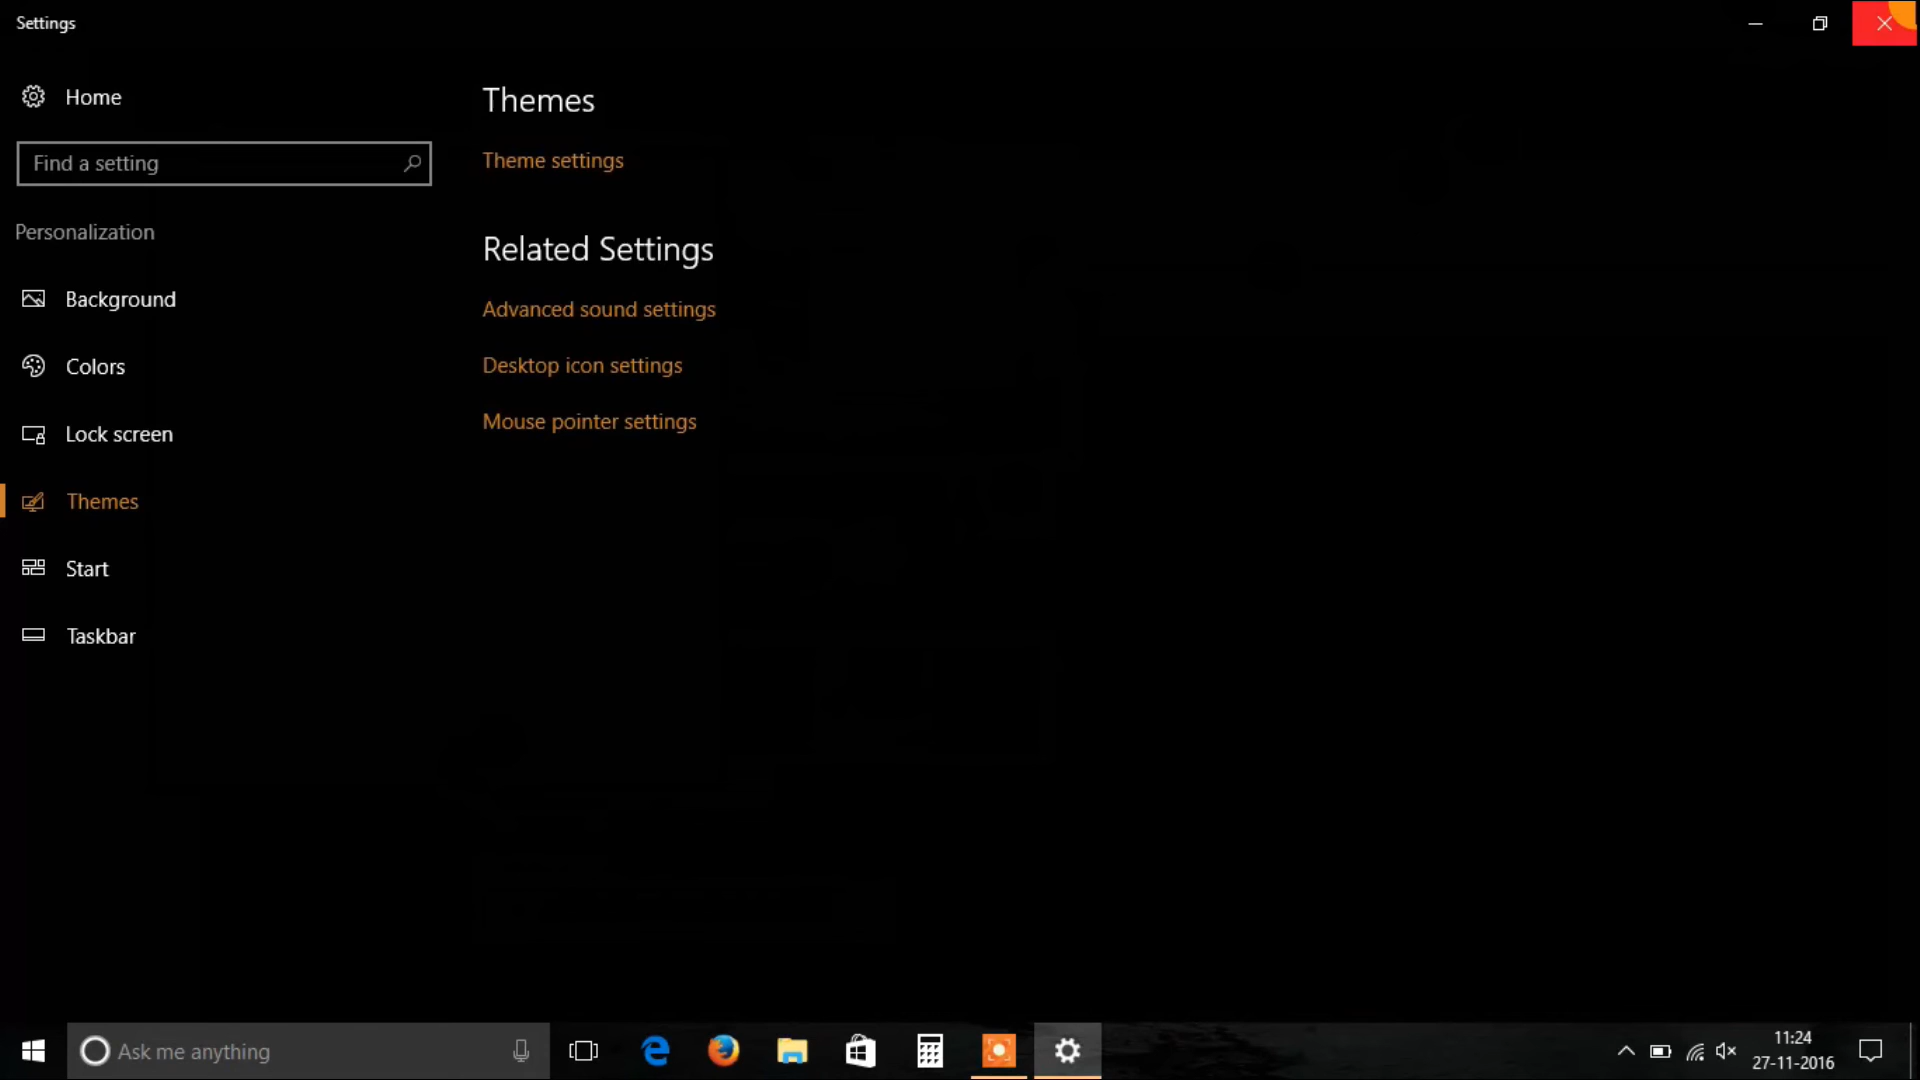 Settings
Home
Find a setting
Personalization
Background
Colors
Lock screen
Themes
Start
Taskbar
Themes
Theme settings
Related Settings
Advanced sound settings
Desktop icon settings
Mouse pointer settings
Ask me anything
11:24
27-11-2016